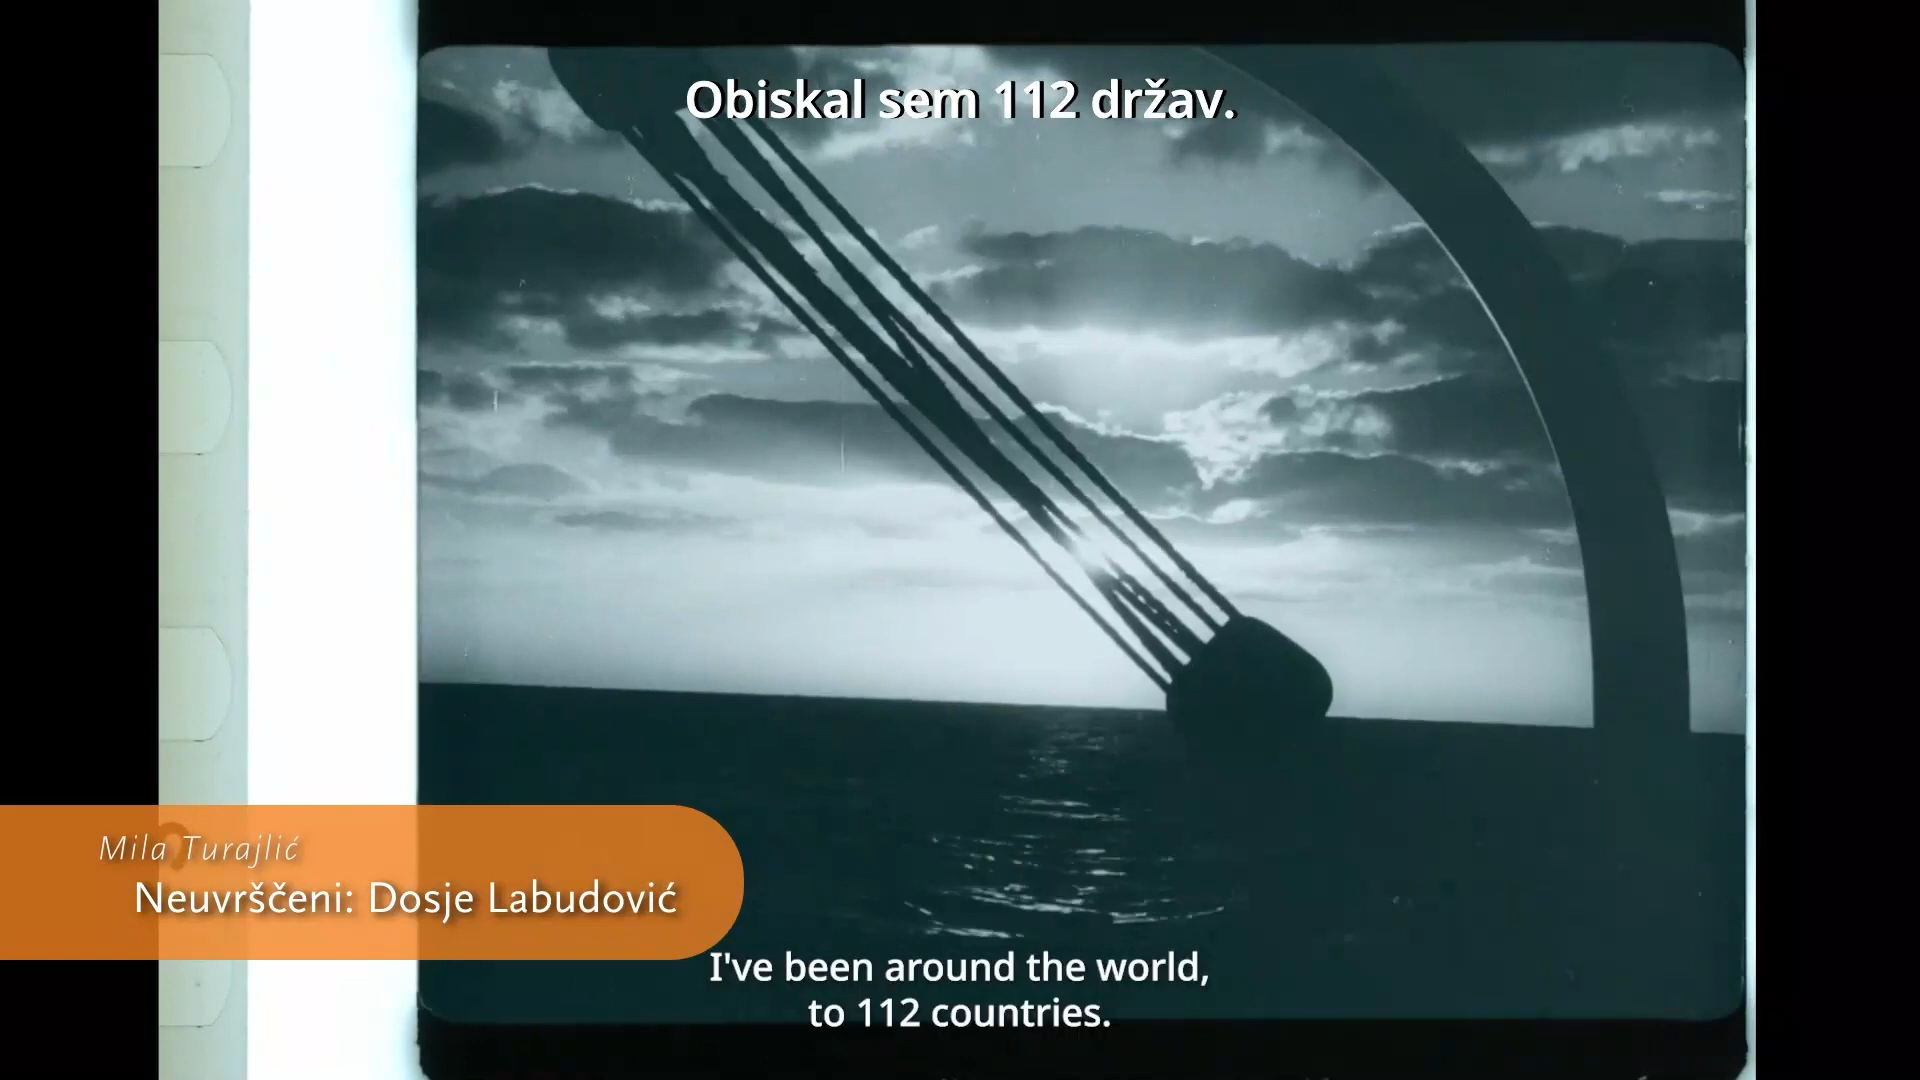 Obiskal sem 112 držav.
Mila Turajlić
Neuvrščeni: Dosje Labudović
I've been around the world,
to 112 countries.